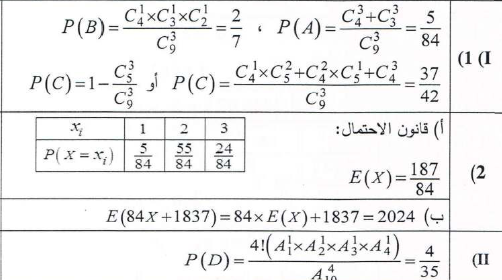 (I (1
P(A) = \frac{C_4^3 + C_3^3}{C_9^3} = \frac{5}{84} ، P(B) = \frac{C_4^1 \times C_3^1 \times C_2^1}{C_9^3} = \frac{2}{7}
P(C) = \frac{C_4^1 \times C_5^2 + C_4^2 \times C_5^1 + C_4^3}{C_9^3} = \frac{37}{42} أو P(C) = 1 - \frac{C_5^3}{C_9^3}
(2
أ) قانون الاحتمال:
x_i 1 2 3
P(X = x_i) \frac{5}{84} \frac{55}{84} \frac{24}{84}
E(X) = \frac{187}{84}
ب) E(84X + 1837) = 84 × E(X) + 1837 = 2024
(II
P(D) = \frac{4!(A_1^1 \times A_2^1 \times A_3^1 \times A_4^1)}{A_{10}^4} = \frac{4}{35}